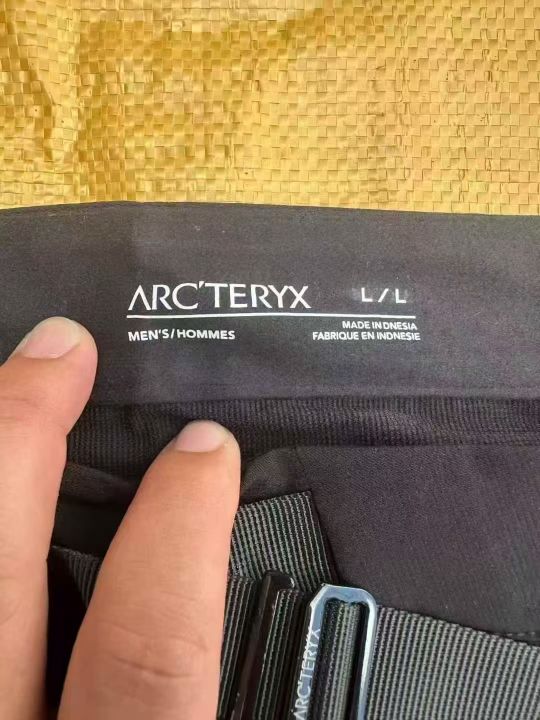 ARC'TERYX L / L
MEN'S/HOMMES
MADE IN DNESIA
FABRIQUE EN INDNESIE
ARC'TERYX